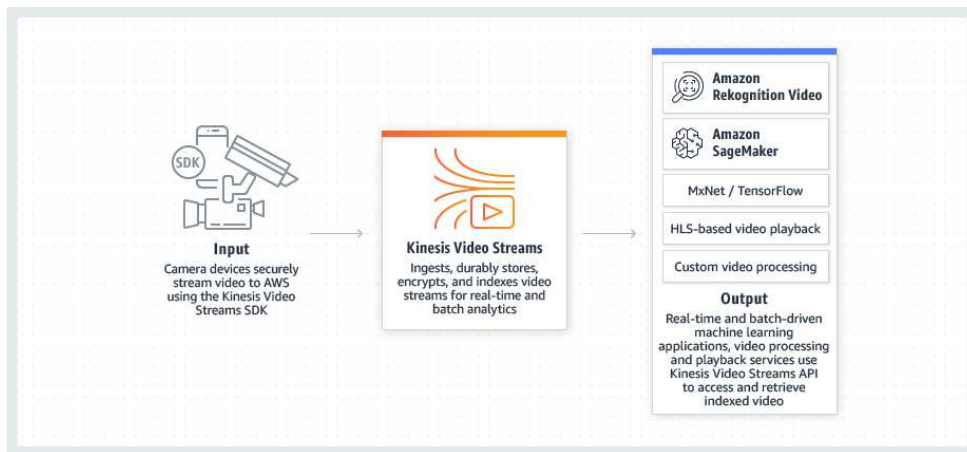 SDK
Input
Camera devices securely
stream video to AWS
using the Kinesis Video
Streams SDK
Kinesis Video Streams
Ingests, durably stores,
encrypts, and indexes video
streams for real-time and
batch analytics
Amazon
Rekognition Video
Amazon
SageMaker
MxNet / TensorFlow
HLS-based video playback
Custom video processing
Output
Real-time and batch-driven
machine learning
applications, video processing
and playback services use
Kinesis Video Streams API
to access and retrieve
indexed video